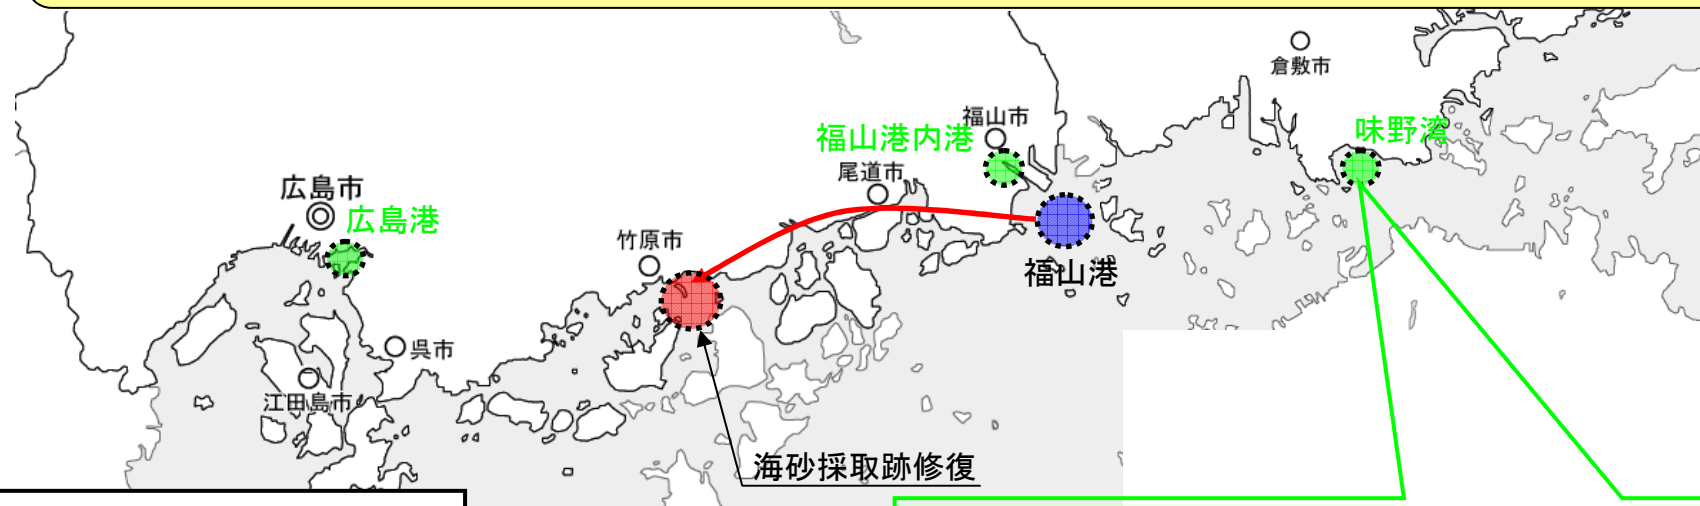 倉敷市
福山市
福山港内港
味野湾
尾道市
広島市
広島港
竹原市
福山港
呉市
江田島市
海砂採取跡修復